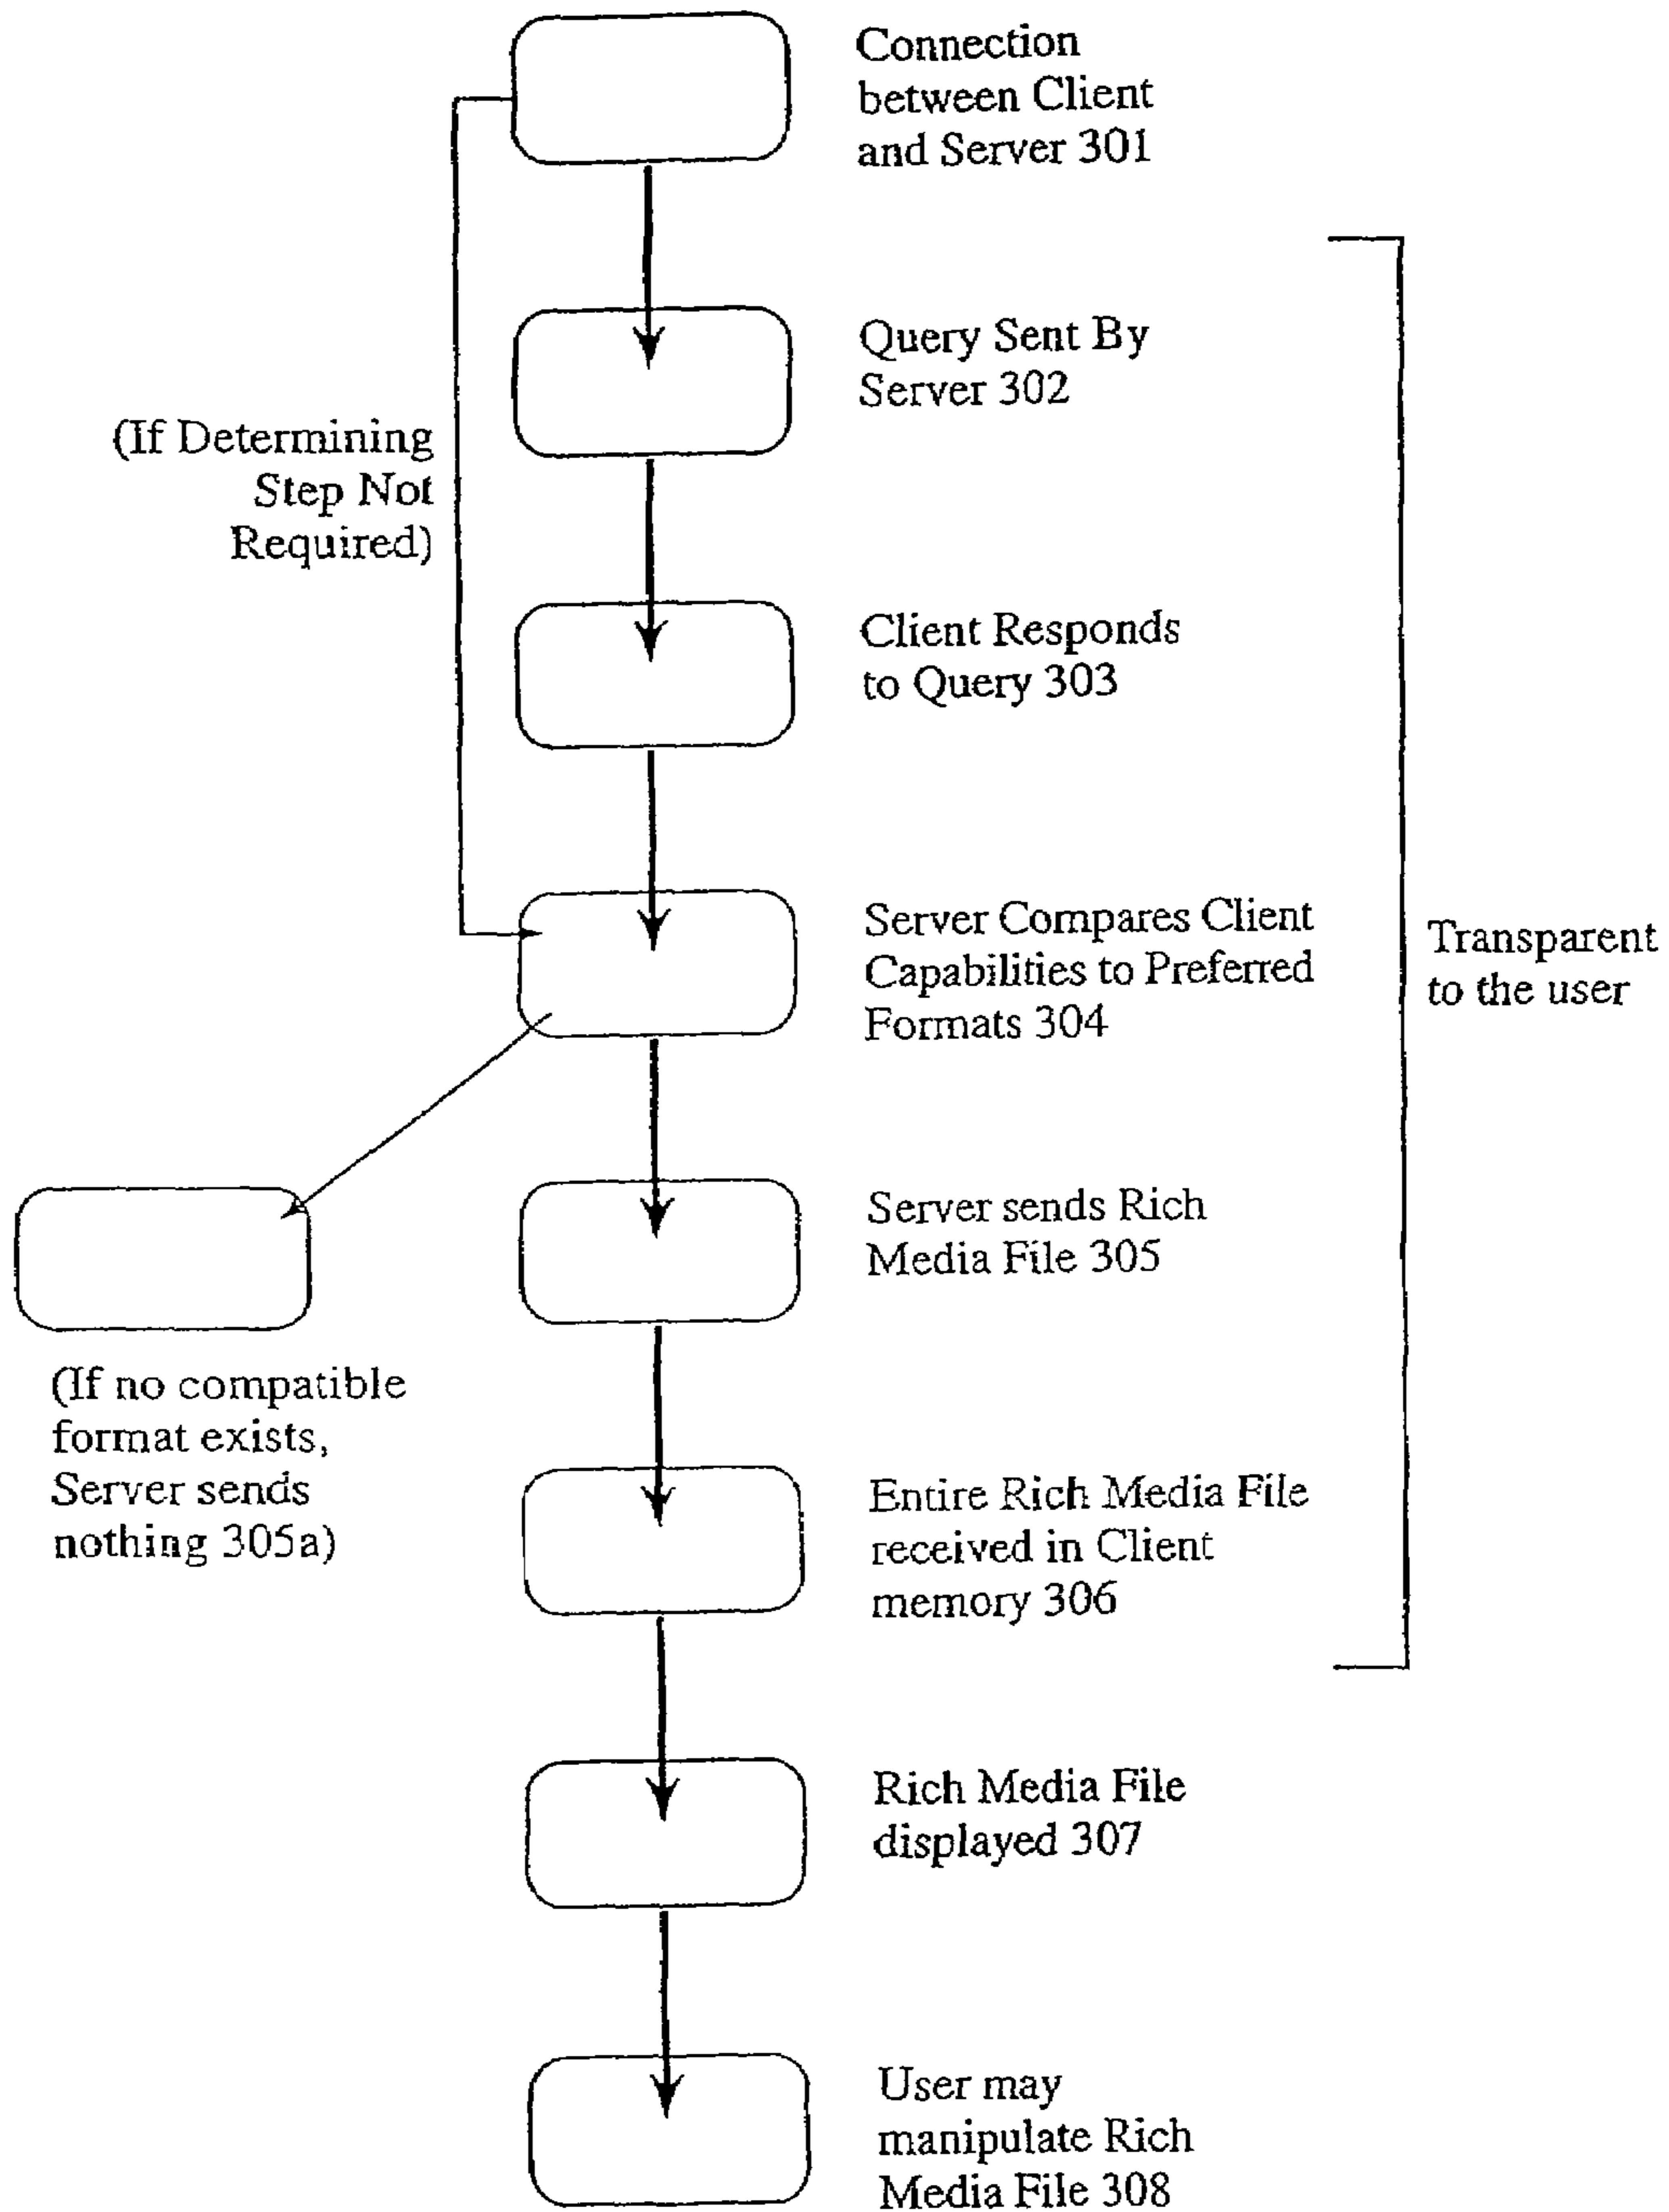 Connection
between Client
and Server 301
Query Sent By
Server 302
(If Determining
Step Not
Required)
Client Responds
to Query 303
Server Compares Client
Capabilities to Preferred
Formats 304
Transparent
to the user
Server sends Rich
Media File 305
(If no compatible
format exists,
Server sends
nothing 305a)
Entire Rich Media File
received in Client
memory 306
Rich Media File
displayed 307
User may
manipulate Rich
Media File 308